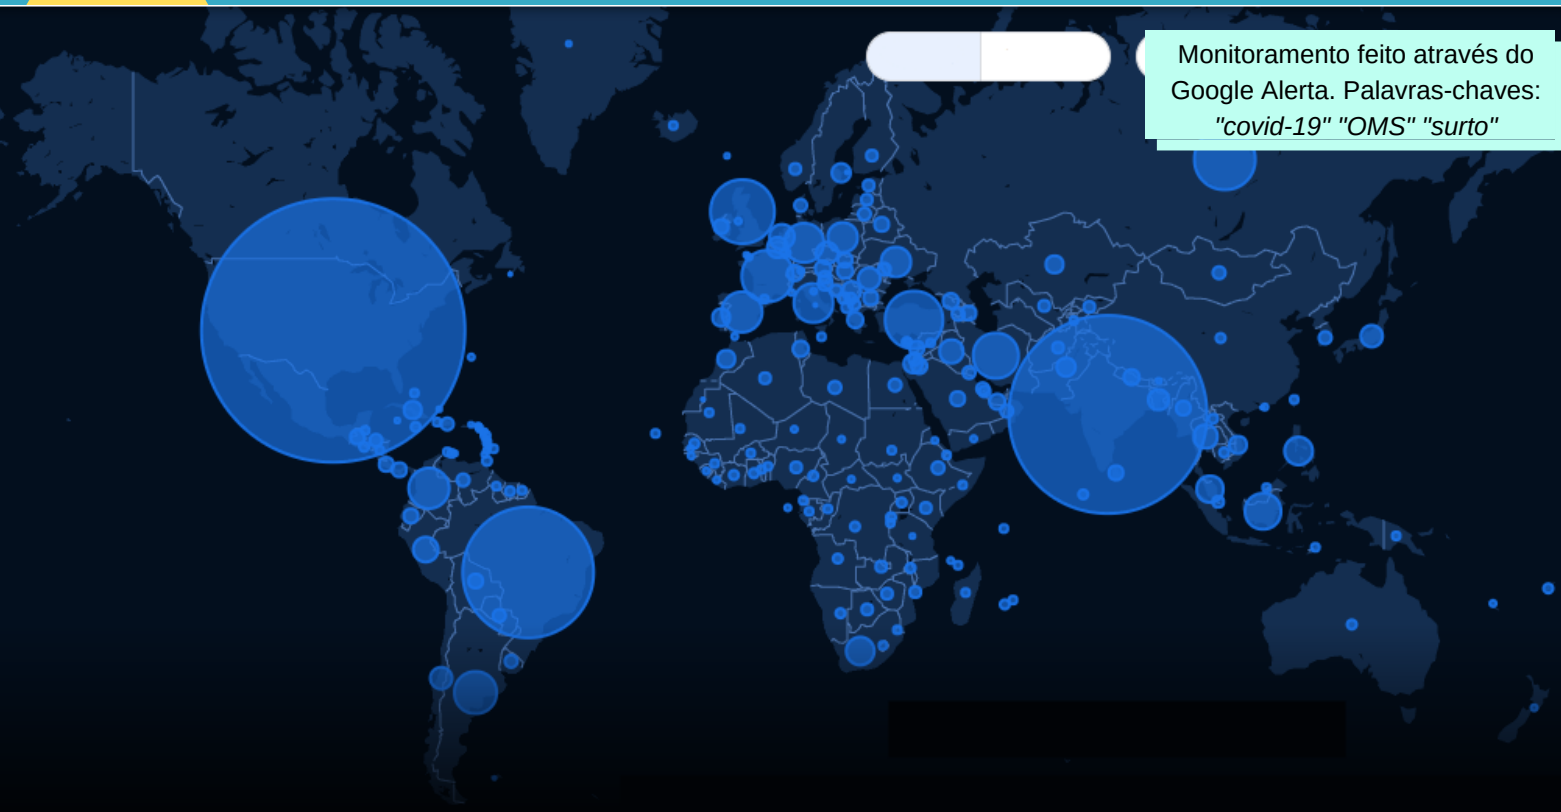 Monitoramento feito através do
Google Alerta. Palavras-chaves:
"covid-19" "OMS" "surto"